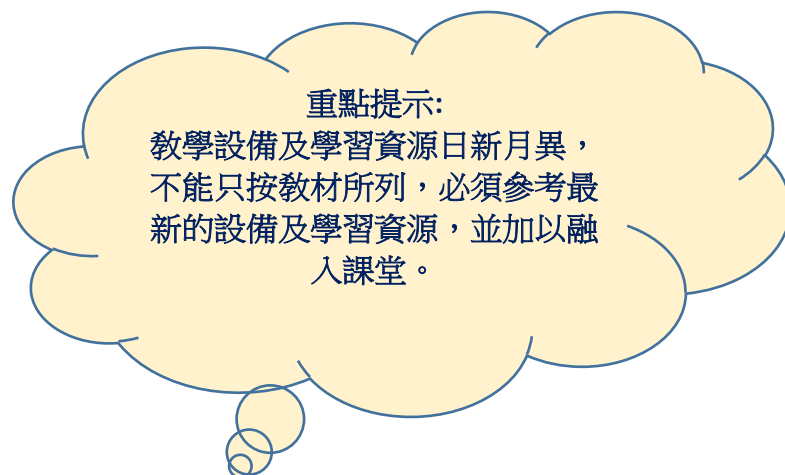 重點提示:
教學設備及學習資源日新月異，
不能只按教材所列，必須參考最
新的設備及學習資源，並加以融
入課堂。